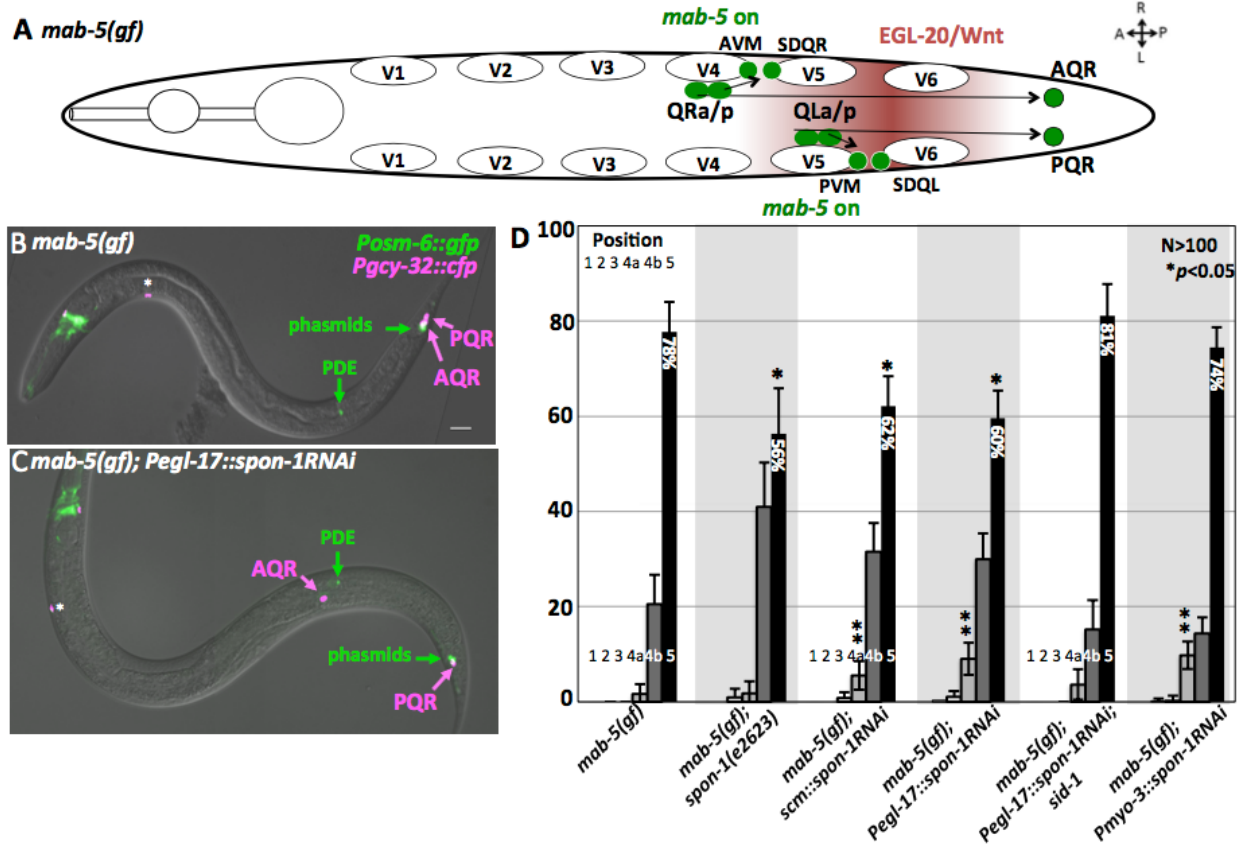 A mab-5(gf)
mab-5 on
AVM SDQR
EGL-20/Wnt
R
A P
L
V1 V2 V3 V4 V5 V6
AQR
QRa/p QLa/p
V1 V2 V3 V4 V5 V6
PQR
PVM SDQL
mab-5 on
B mab-5(gf)
Posm-6::gfp
Pgcy-32::cfp
*
phasmids
PQR
AQR
PDE
C mab-5(gf); Pegl-17::spon-1RNAi
PDE
AQR
*
phasmids
PQR
D
100
80
60
40
20
0
Position
1 2 3 4a 4b 5
N>100
*p<0.05
78%
* 56%
* 62%
* 60%
81%
74%
** ** **
1 2 3 4a 4b 5
1 2 3 4a 4b 5
1 2 3 4a 4b 5
1 2 3 4a 4b 5
mab-5(gf)
mab-5(gf);
spon-1(e2623)
mab-5(gf);
scm::spon-1RNAi
mab-5(gf);
Pegl-17::spon-1RNAi
mab-5(gf);
Pegl-17::spon-1RNAi;
sid-1
mab-5(gf);
Pmyo-3::spon-1RNAi